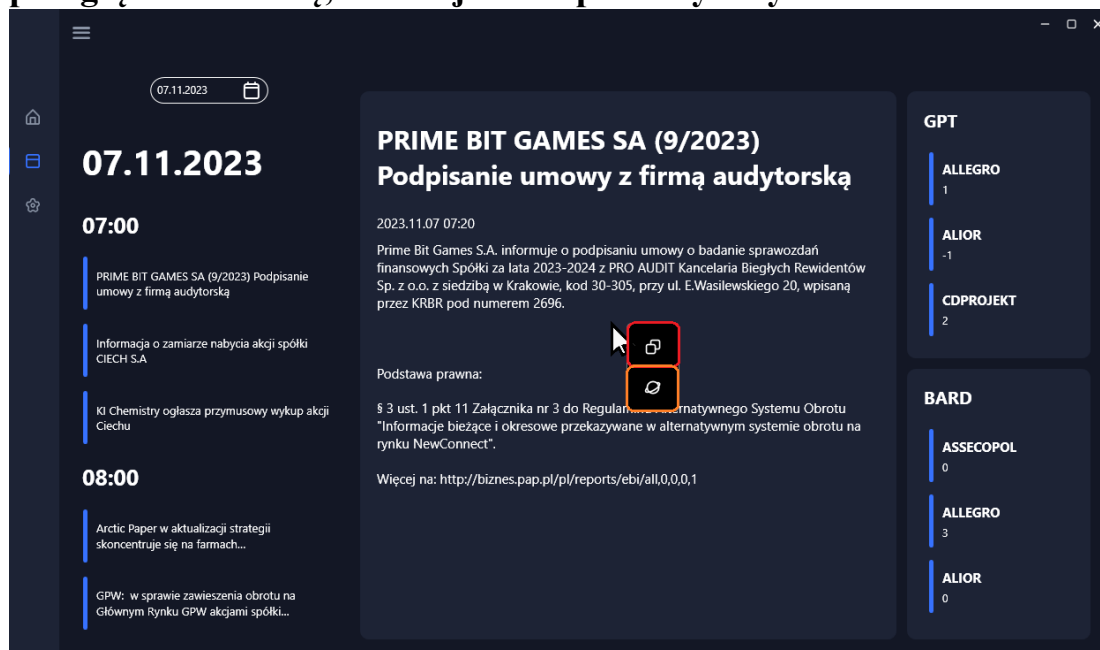 07.11.2023
07.11.2023
07:00
PRIME BIT GAMES SA (9/2023) Podpisanie
umowy z firmą audytorską
Informacja o zamiarze nabycia akcji spółki
CIECH S.A
KI Chemistry ogłasza przymusowy wykup akcji
Ciechu
08:00
Arctic Paper w aktualizacji strategii
skoncentruje się na farmach...
GPW: w sprawie zawieszenia obrotu na
Głównym Rynku GPW akcjami spółki...
PRIME BIT GAMES SA (9/2023)
Podpisanie umowy z firmą audytorską
2023.11.07 07:20
Prime Bit Games S.A. informuje o podpisaniu umowy o badanie sprawozdań
finansowych Spółki za lata 2023-2024 z PRO AUDIT Kancelaria Biegłych Rewidentów
Sp. z o.o. z siedzibą w Krakowie, kod 30-305, przy ul. E.Wasilewskiego 20, wpisaną
przez KRBR pod numerem 2696.
Podstawa prawna:
§ 3 ust. 1 pkt 11 Załącznika nr 3 do Regulaminu Alternatywnego Systemu Obrotu
"Informacje bieżące i okresowe przekazywane w alternatywnym systemie obrotu na
rynku NewConnect".
Więcej na: http://biznes.pap.pl/pl/reports/ebi/all,0,0,0,1
GPT
ALLEGRO
1
ALIOR
-1
CDPROJEKT
2
BARD
ASSECOPOL
0
ALLEGRO
3
ALIOR
0